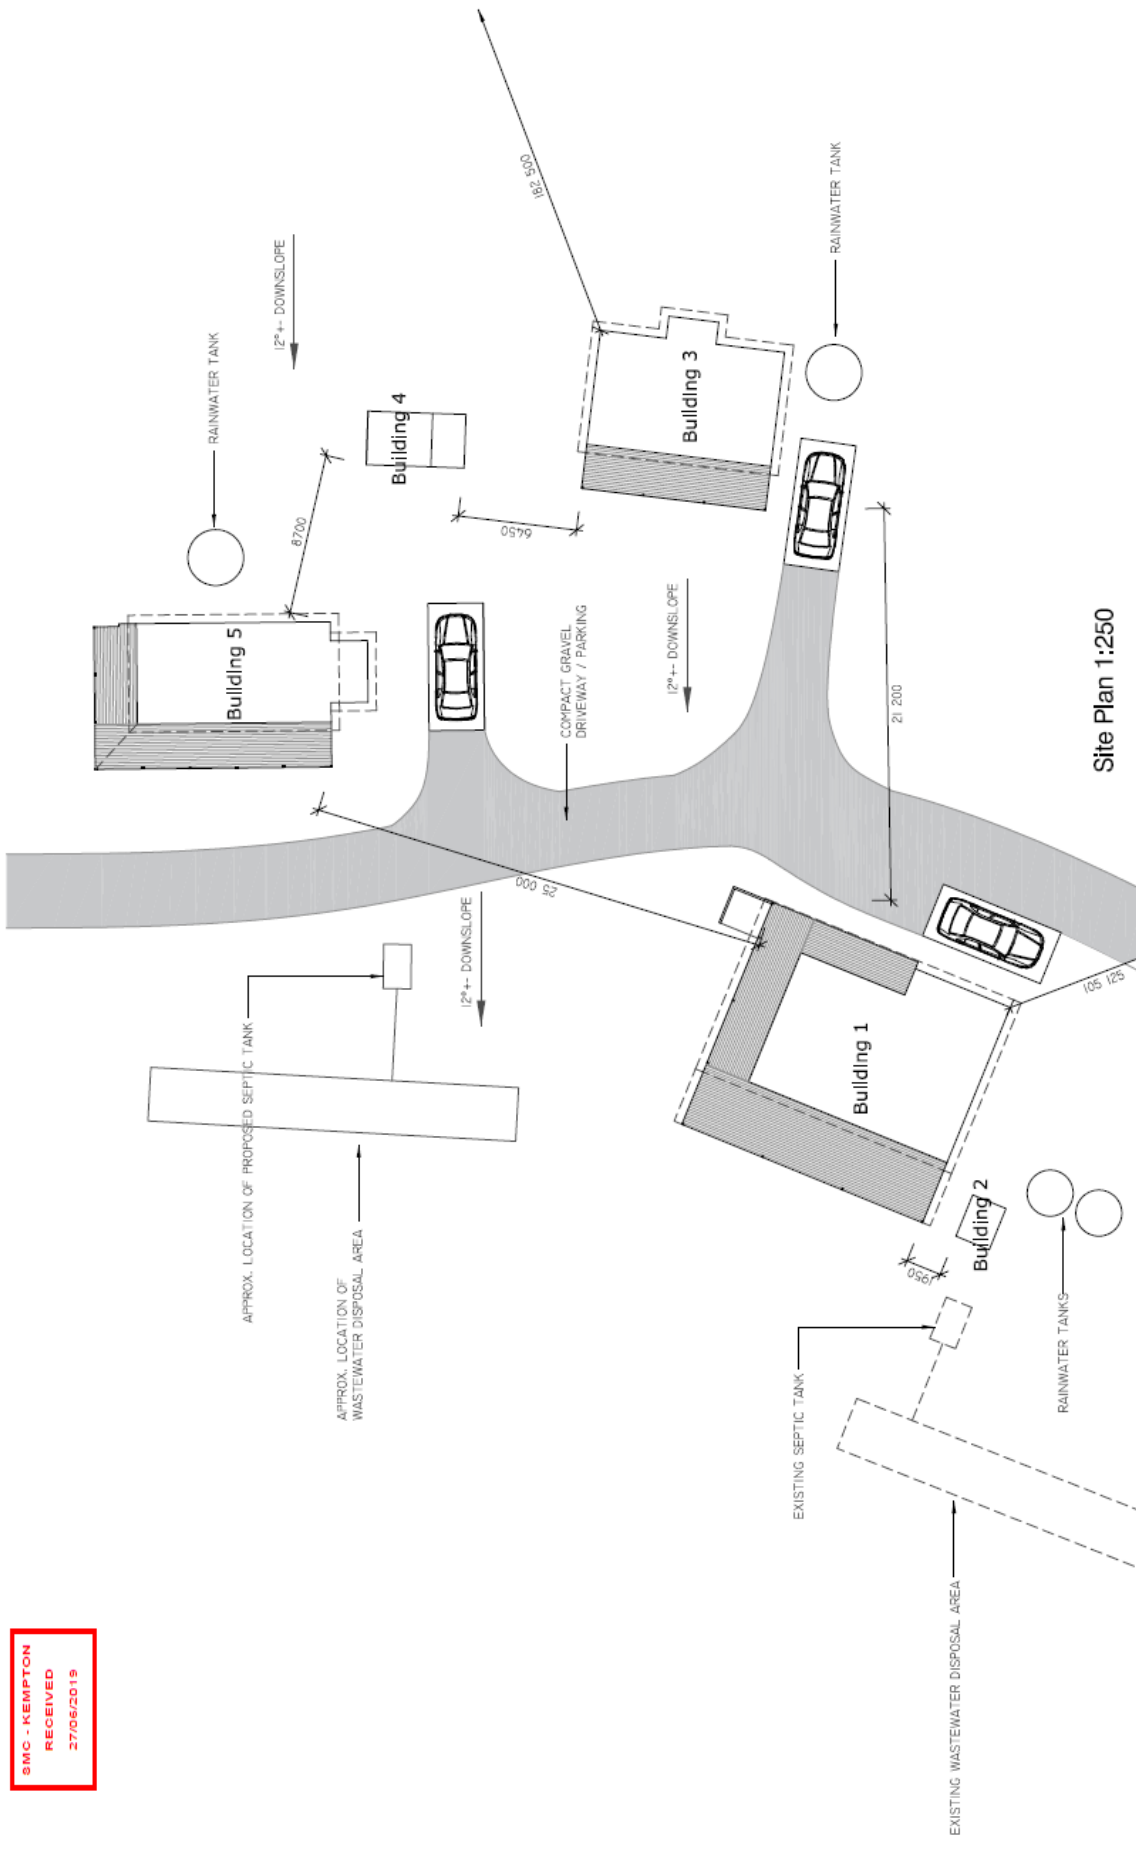 SMC - KEMPTON
RECEIVED
27/06/2019
APPROX. LOCATION OF PROPOSED SEPTIC TANK
APPROX. LOCATION OF
WASTEWATER DISPOSAL AREA
RAINWATER TANK
12°+- DOWNSLOPE
Building 5
8700
Building 4
25 000
12°+- DOWNSLOPE
6450
182 500
COMPACT GRAVEL
DRIVEWAY / PARKING
12°+- DOWNSLOPE
Building 3
RAINWATER TANK
21 200
EXISTING SEPTIC TANK
EXISTING WASTEWATER DISPOSAL AREA
1950
Building 2
Building 1
RAINWATER TANKS
105 125
Site Plan 1:250